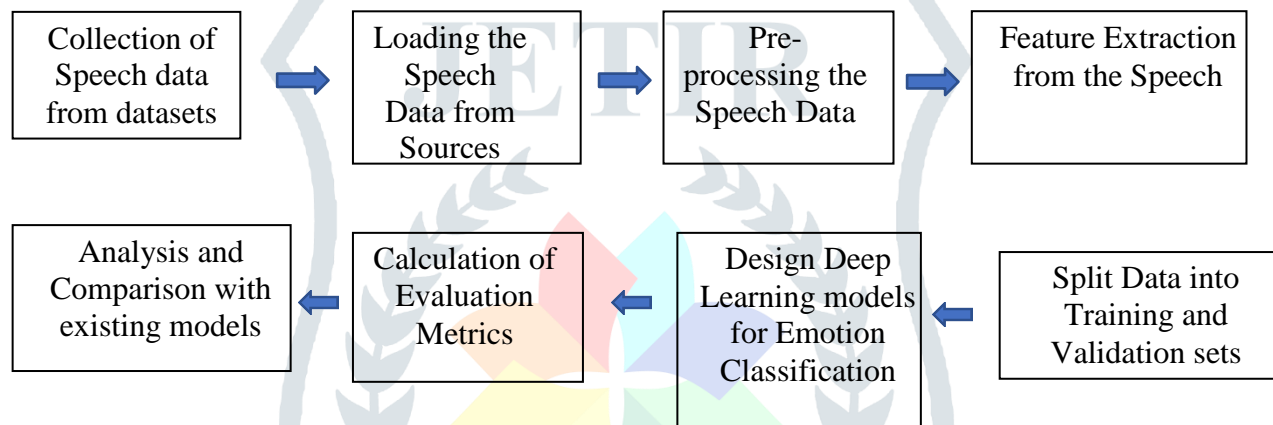 JETIR
Collection of
Speech data
from datasets
Loading the
Speech
Data from
Sources
Pre-
processing the
Speech Data
Feature Extraction
from the Speech
Analysis and
Comparison with
existing models
Calculation of
Evaluation
Metrics
Design Deep
Learning models
for Emotion
Classification
Split Data into
Training and
Validation sets